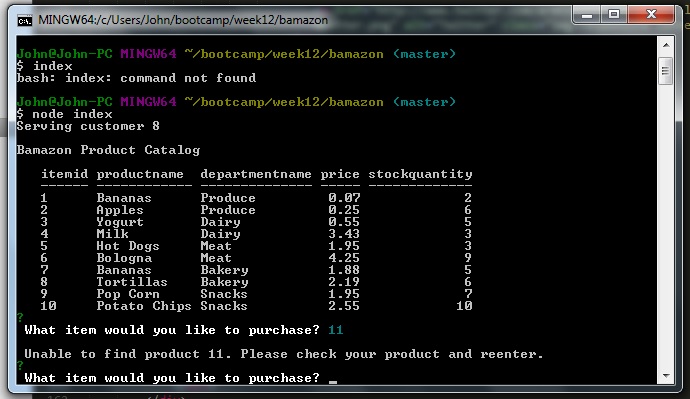 MINGW64:/c/Users/John/bootcamp/week12/bamazon
John@John-PC MINGW64 ~/bootcamp/week12/bamazon (master)
$ index
bash: index: command not found
John@John-PC MINGW64 ~/bootcamp/week12/bamazon (master)
$ node index
Serving customer 8
Bamazon Product Catalog
itemid productname departmentname price stockquantity
------ ------------- -------------- ----- -------------
1 Bananas Produce 0.07 2
2 Apples Produce 0.25 6
3 Yogurt Dairy 0.55 5
4 Milk Dairy 3.43 3
5 Hot Dogs Meat 1.95 3
6 Bologna Meat 4.25 9
7 Bananas Bakery 1.88 5
8 Tortillas Bakery 2.19 6
9 Pop Corn Snacks 1.95 7
10 Potato Chips Snacks 2.55 10
?
What item would you like to purchase? 11
Unable to find product 11. Please check your product and reenter.
?
What item would you like to purchase? _